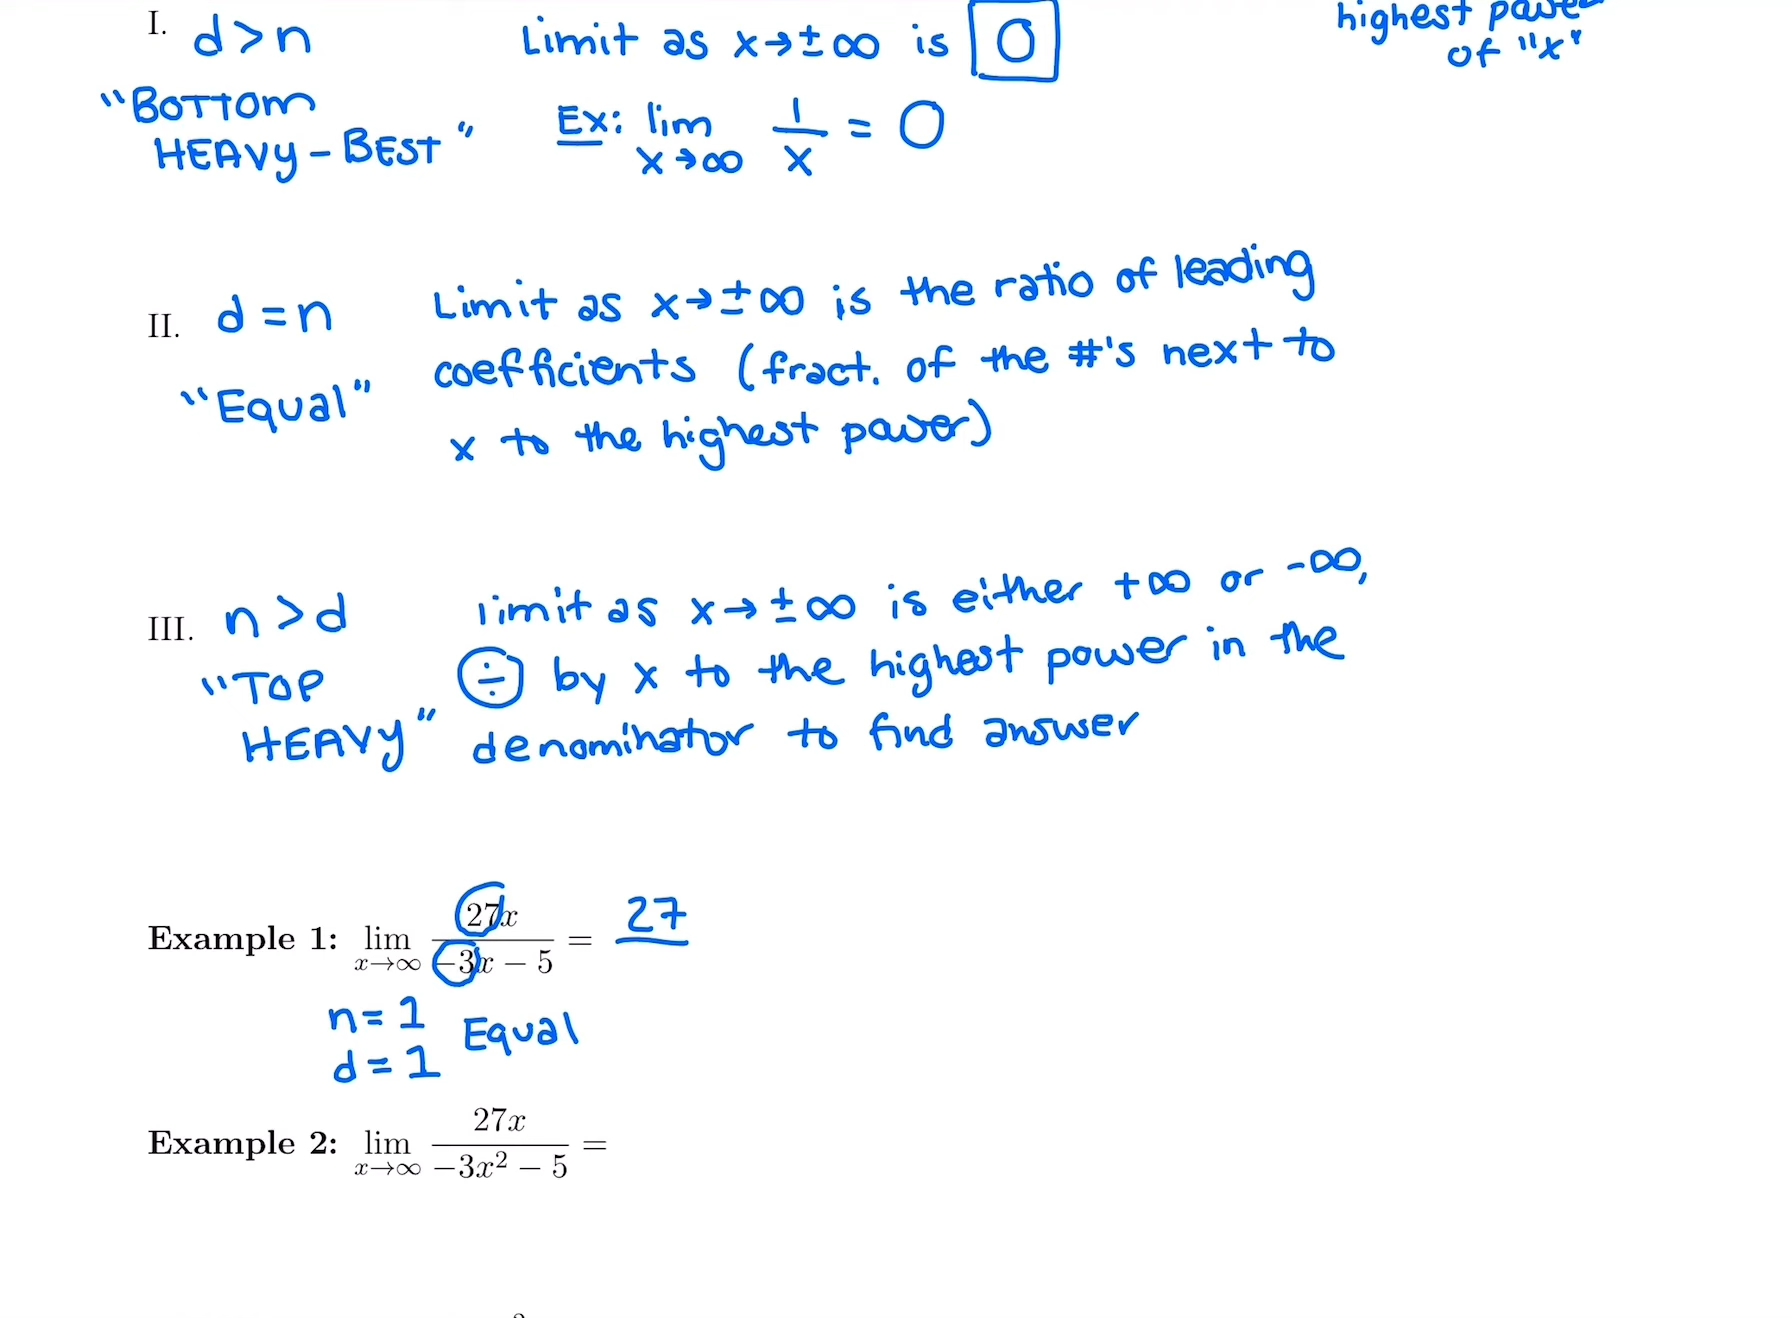 I. d>n Limit as x→±∞ is 0 highest power of "x"
"BOTTOM HEAVY-BEST" Ex: lim x→∞ 1/x = 0
II. d=n Limit as x→±∞ is the ratio of leading
"Equal" coefficients (fract. of the #'s next to
x to the highest power)
III. n>d limit as x→±∞ is either +∞ or -∞,
"TOP ÷ by x to the highest power in the
HEAVY" denominator to find answer
Example 1: lim x→∞ 27x/(−3x − 5) = 27
n=1
d=1 Equal
Example 2: lim x→∞ 27x/(−3x² − 5) =